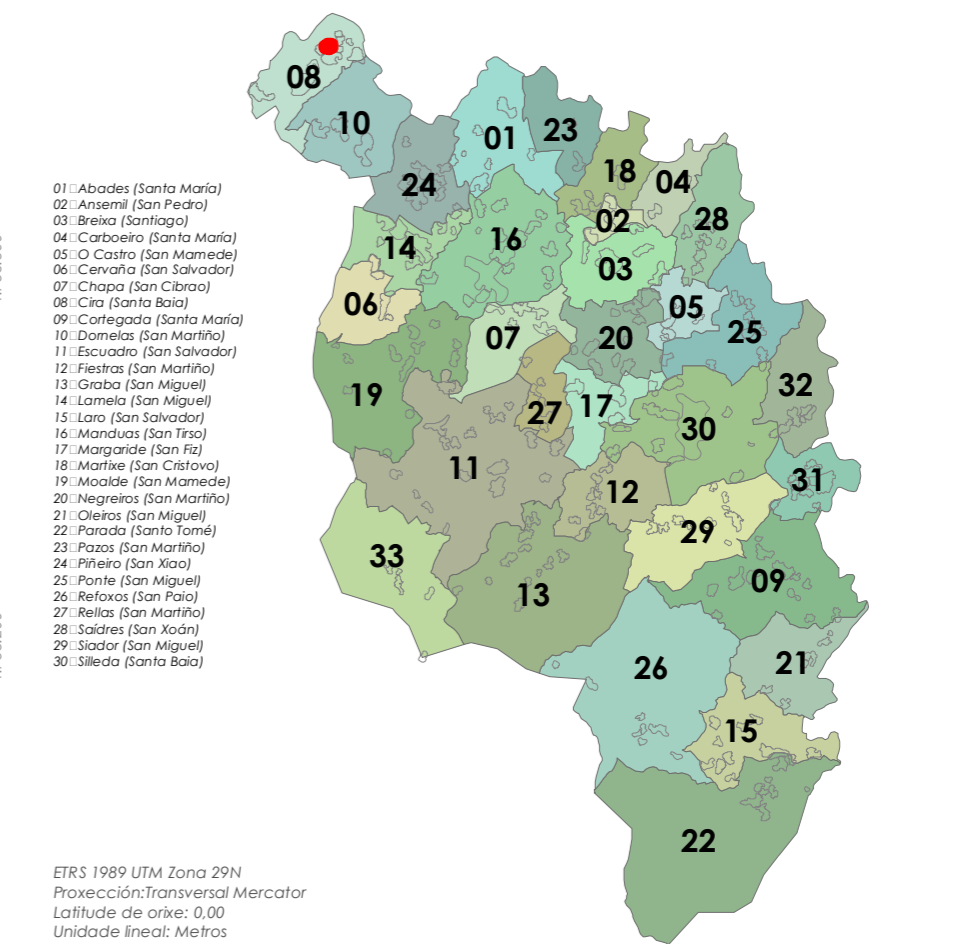 01 Abades (Santa María)
02 Ansemil (San Pedro)
03 Breixa (Santiago)
04 Carboeiro (Santa María)
05 O Castro (San Mamede)
06 Cervaña (San Salvador)
07 Chapa (San Cibrao)
08 Cira (Santa Baia)
09 Cortegada (Santa María)
10 Dornelas (San Martiño)
11 Escuadro (San Salvador)
12 Fiestras (San Martiño)
13 Graba (San Miguel)
14 Lamela (San Miguel)
15 Laro (San Salvador)
16 Manduas (San Tirso)
17 Margaride (San Fiz)
18 Martixe (San Cristovo)
19 Moalde (San Mamede)
20 Negreiros (San Martiño)
21 Oleiros (San Miguel)
22 Parada (Santo Tomé)
23 Pazos (San Martiño)
24 Piñeiro (San Xiao)
25 Ponte (San Miguel)
26 Refoxos (San Paio)
27 Rellas (San Martiño)
28 Saídres (San Xoán)
29 Siador (San Miguel)
30 Silleda (Santa Baia)
08
10
24
01
23
18
04
02
28
14
16
03
06
05
07
20
25
19
27
17
32
30
11
12
31
29
33
13
09
26
21
15
22
ETRS 1989 UTM Zona 29N
Proxección:Transversal Mercator
Latitude de orixe: 0,00
Unidade lineal: Metros